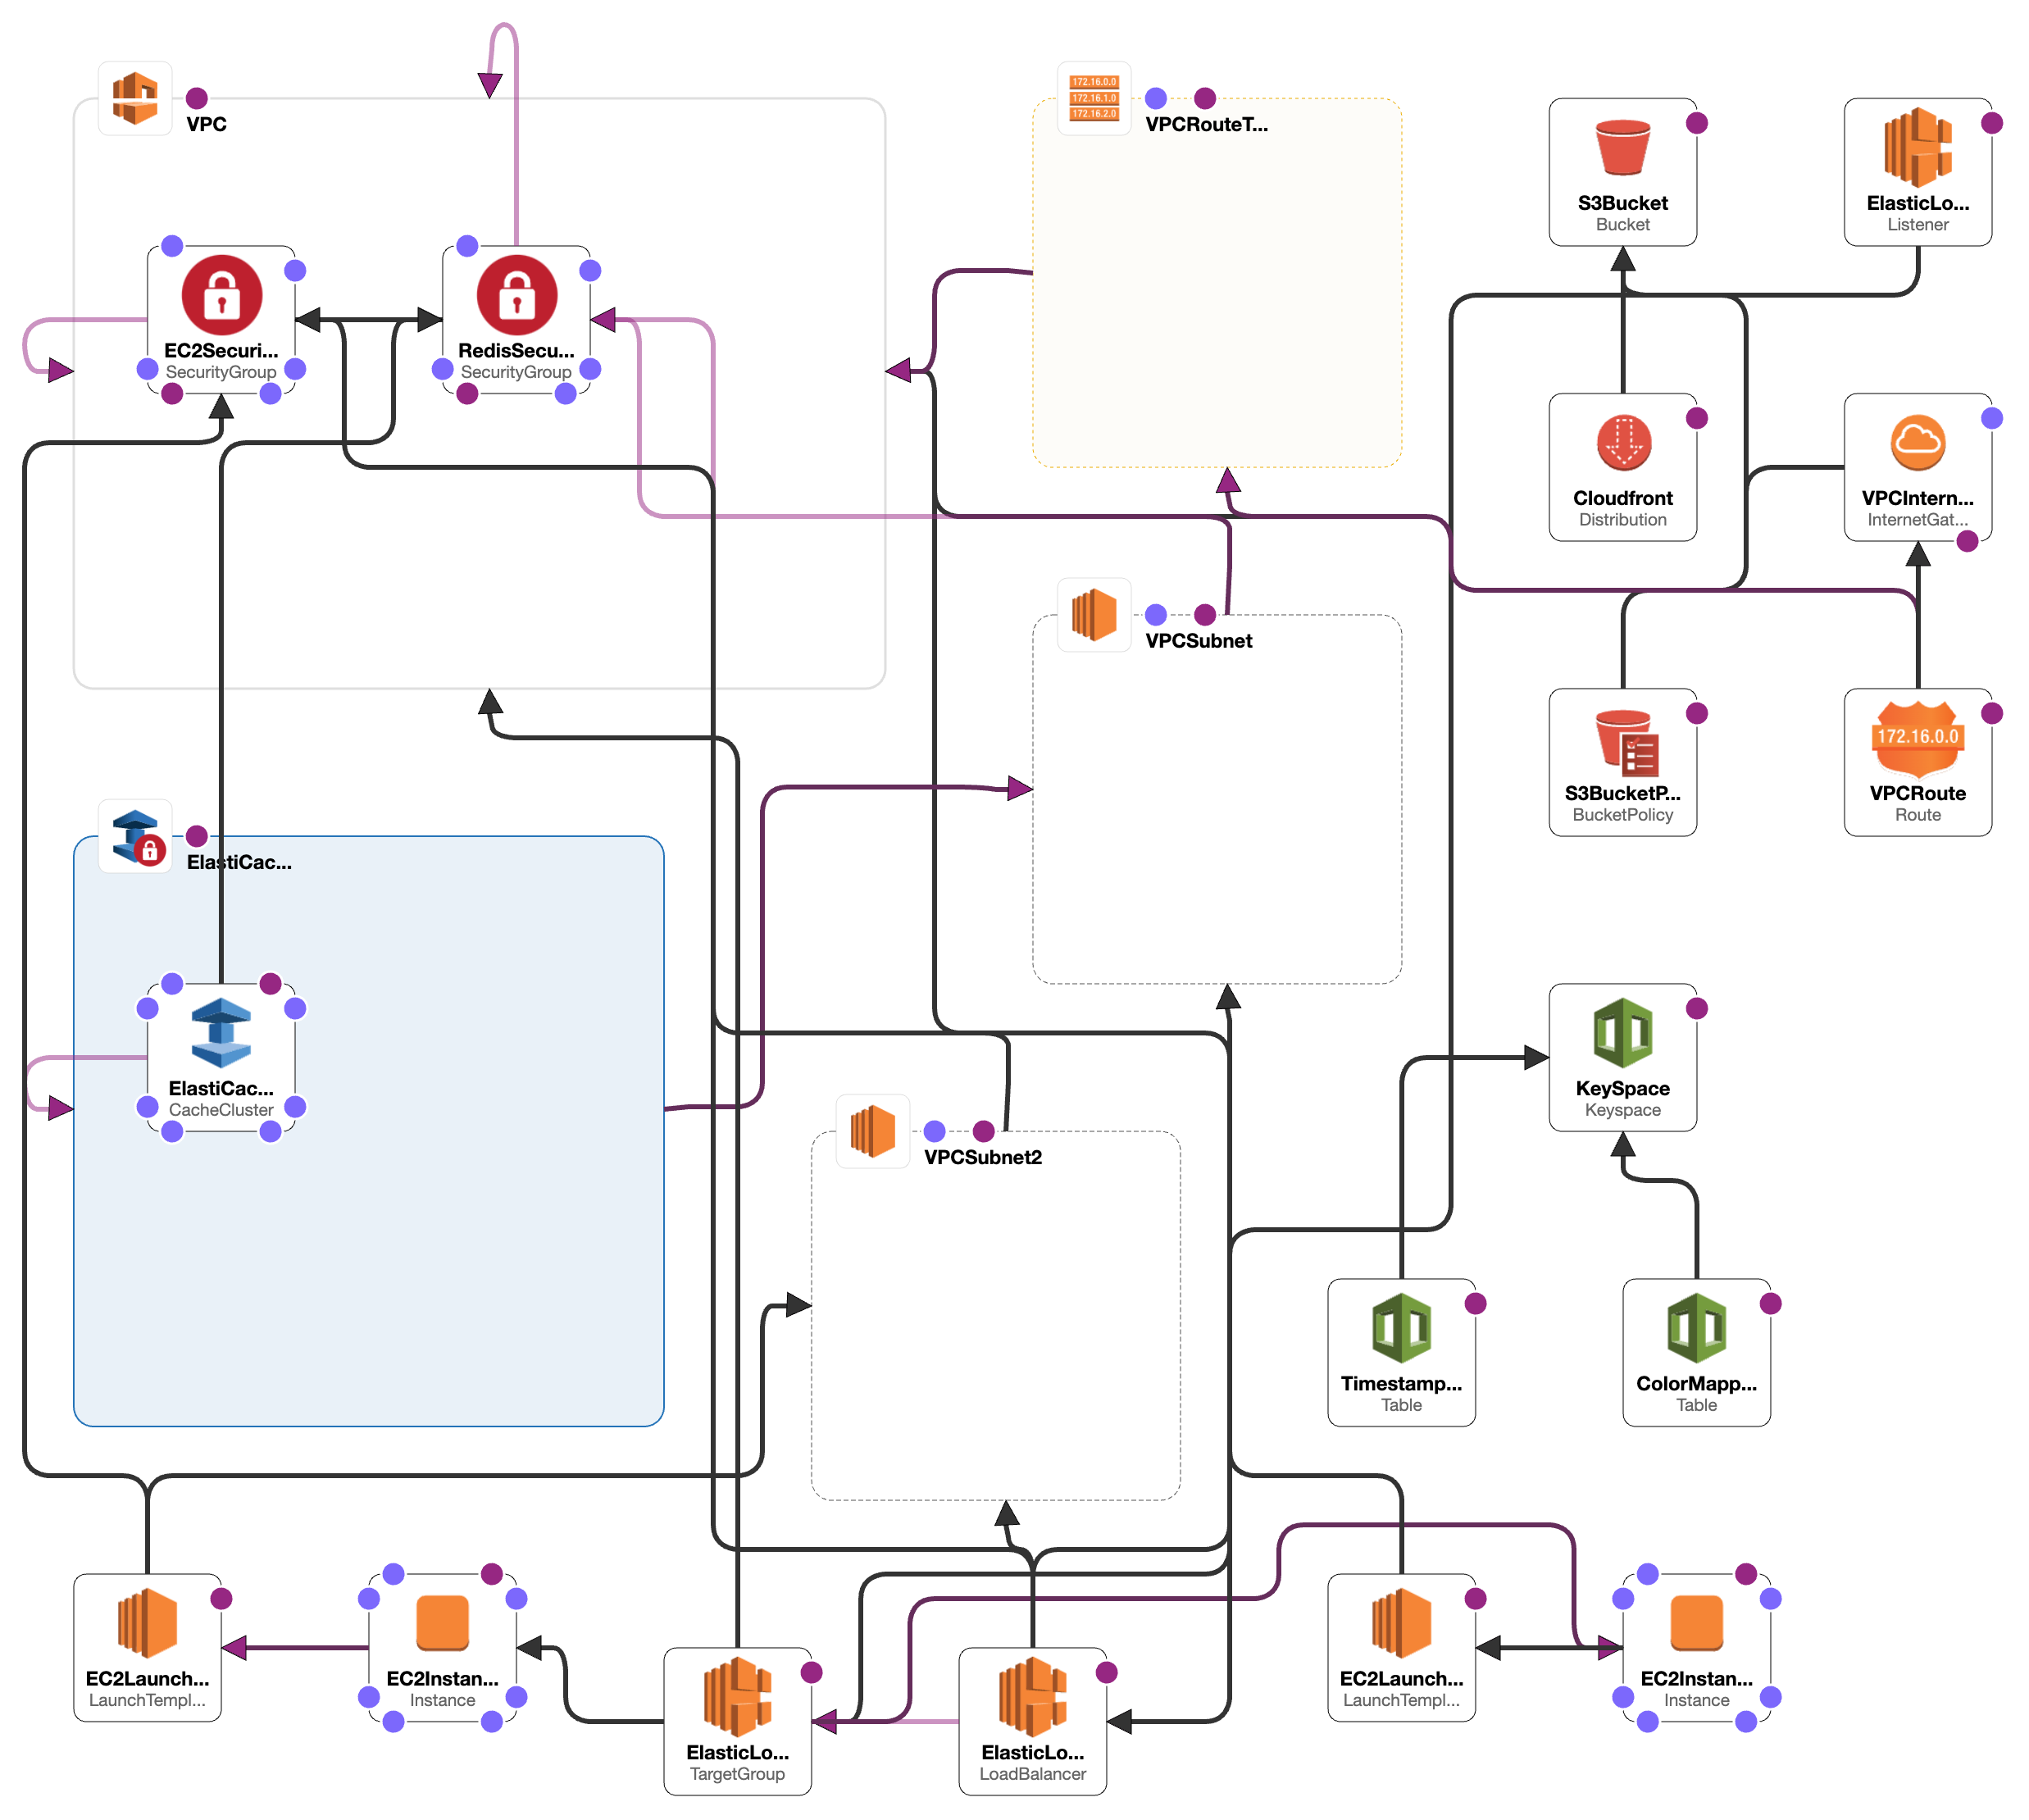 VPC
172.16.0.0
172.16.1.0
172.16.2.0
VPCRouteT...
S3Bucket
Bucket
ElasticLo...
Listener
EC2Securi...
SecurityGroup
RedisSecu...
SecurityGroup
Cloudfront
Distribution
VPCIntern...
InternetGat...
VPCSubnet
S3BucketP...
BucketPolicy
172.16.0.0
VPCRoute
Route
ElastiCac...
ElastiCac...
CacheCluster
KeySpace
Keyspace
VPCSubnet2
Timestamp...
Table
ColorMapp...
Table
EC2Launch...
LaunchTempl...
EC2Instan...
Instance
ElasticLo...
TargetGroup
ElasticLo...
LoadBalancer
EC2Launch...
LaunchTempl...
EC2Instan...
Instance